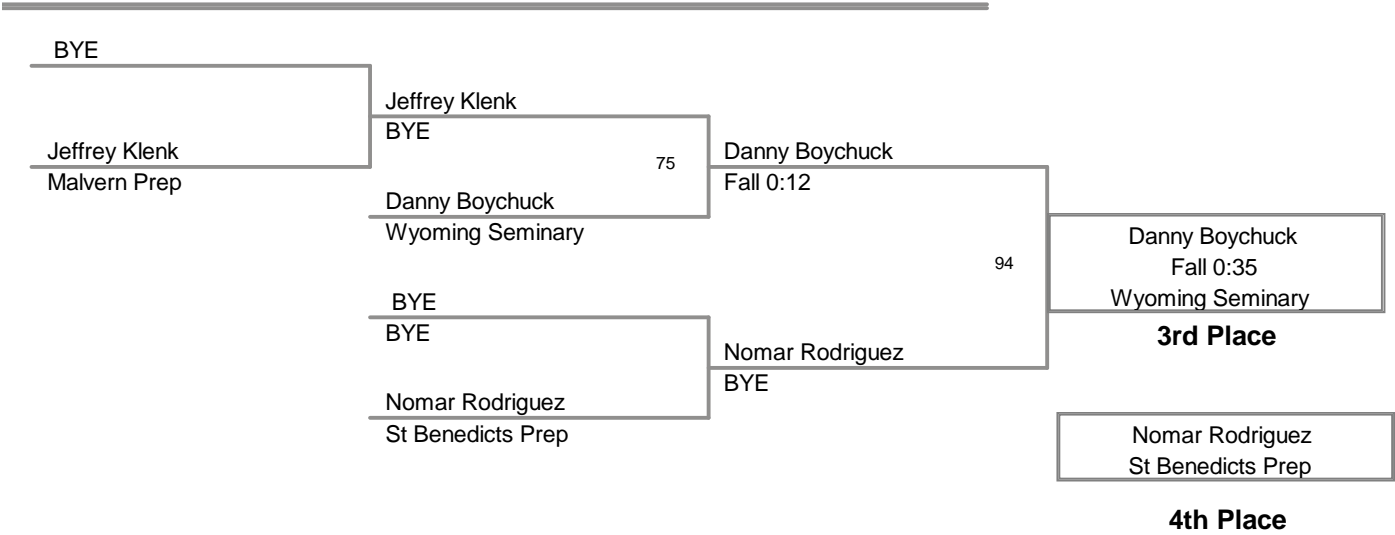 BYE
Jeffrey Klenk
BYE
Jeffrey Klenk
Malvern Prep
75
Danny Boychuck
Fall 0:12
Danny Boychuck
Wyoming Seminary
94
Danny Boychuck
Fall 0:35
Wyoming Seminary
3rd Place
BYE
BYE
Nomar Rodriguez
BYE
Nomar Rodriguez
St Benedicts Prep
Nomar Rodriguez
St Benedicts Prep
4th Place